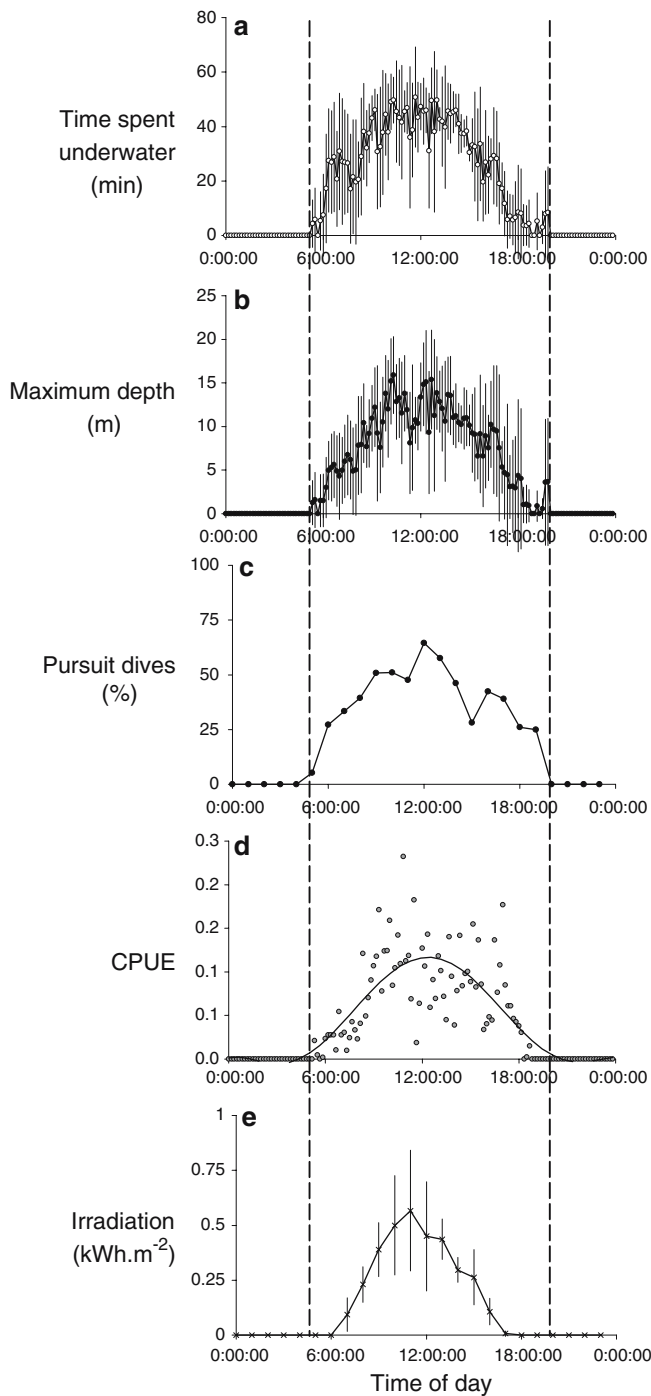 a
80
60
40
20
0
Time spent
underwater
(min)
0:00:00 6:00:00 12:00:00 18:00:00 0:00:00
b
25
20
15
10
5
0
Maximum depth
(m)
0:00:00 6:00:00 12:00:00 18:00:00 0:00:00
c
100
75
50
25
0
Pursuit dives
(%)
0:00:00 6:00:00 12:00:00 18:00:00 0:00:00
d
0.3
0.2
0.2
0.1
0.1
0.0
CPUE
0:00:00 6:00:00 12:00:00 18:00:00 0:00:00
e
1
0.75
0.5
0.25
0
Irradiation
(kWh.m⁻²)
0:00:00 6:00:00 12:00:00 18:00:00 0:00:00
Time of day